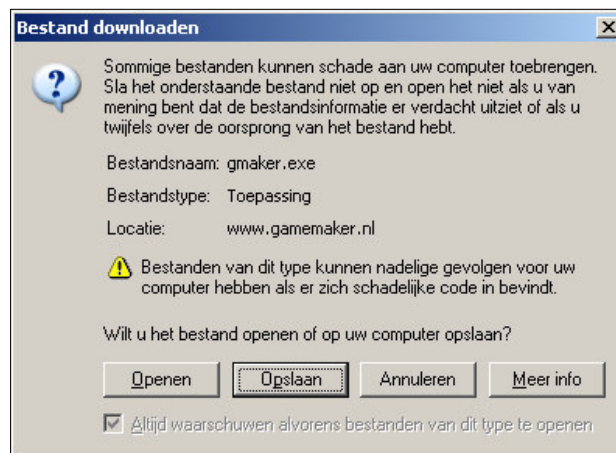 Bestand downloaden
Sommige bestanden kunnen schade aan uw computer toebrengen.
Sla het onderstaande bestand niet op en open het niet als u van
mening bent dat de bestandsinformatie er verdacht uitziet of als u
twijfels over de oorsprong van het bestand hebt.
Bestandsnaam: gmaker.exe
Bestandstype: Toepassing
Locatie: www.gamemaker.nl
Bestanden van dit type kunnen nadelige gevolgen voor uw
computer hebben als er zich schadelijke code in bevindt.
Wilt u het bestand openen of op uw computer opslaan?
Openen Opslaan Annuleren Meer info
Altijd waarschuwen alvorens bestanden van dit type te openen